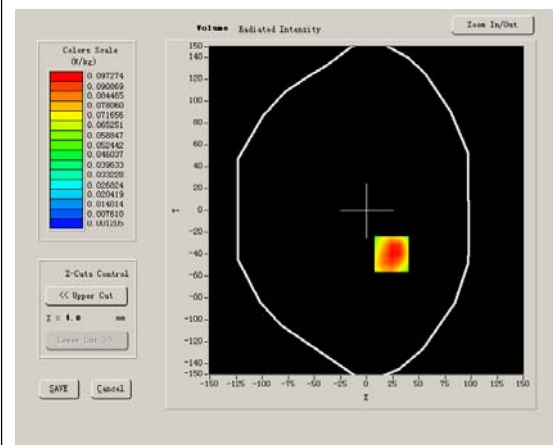 Volume Radiated Intensity
Zoom In/Out
Colors Scale
(W/kg)
0.097274
0.090869
0.084465
0.078060
0.071656
0.065251
0.058847
0.052442
0.046037
0.039633
0.033228
0.026824
0.020419
0.014014
0.007610
0.001205
150
140
120
100
80
60
40
20
0
-20
-40
-60
-80
-100
-120
-140
-150
Y
-150 -125 -100 -75 -50 -25 0 25 50 75 100 125 150
X
Z-Cuts Control
<< Upper Cut
Z = 4.0 mm
Lower Cut >>
SAVE
Cancel